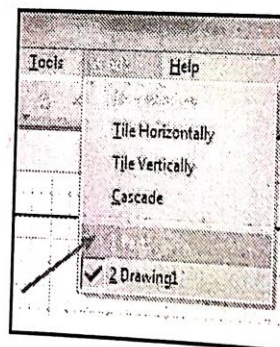 Tools Help
Tile Horizontally
Tile Vertically
Cascade
2 Drawing1